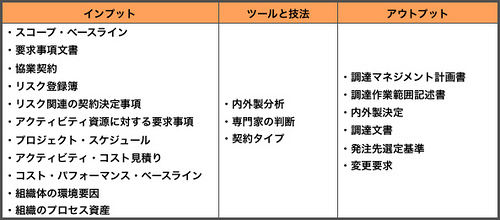 インプット
ツールと技法
アウトプット
・スコープ・ベースライン
・要求事項文書
・協業契約
・リスク登録簿
・リスク関連の契約決定事項
・アクティビティ資源に対する要求事項
・プロジェクト・スケジュール
・アクティビティ・コスト見積り
・コスト・パフォーマンス・ベースライン
・組織体の環境要因
・組織のプロセス資産
・内外製分析
・専門家の判断
・契約タイプ
・調達マネジメント計画書
・調達作業範囲記述書
・内外製決定
・調達文書
・発注先選定基準
・変更要求